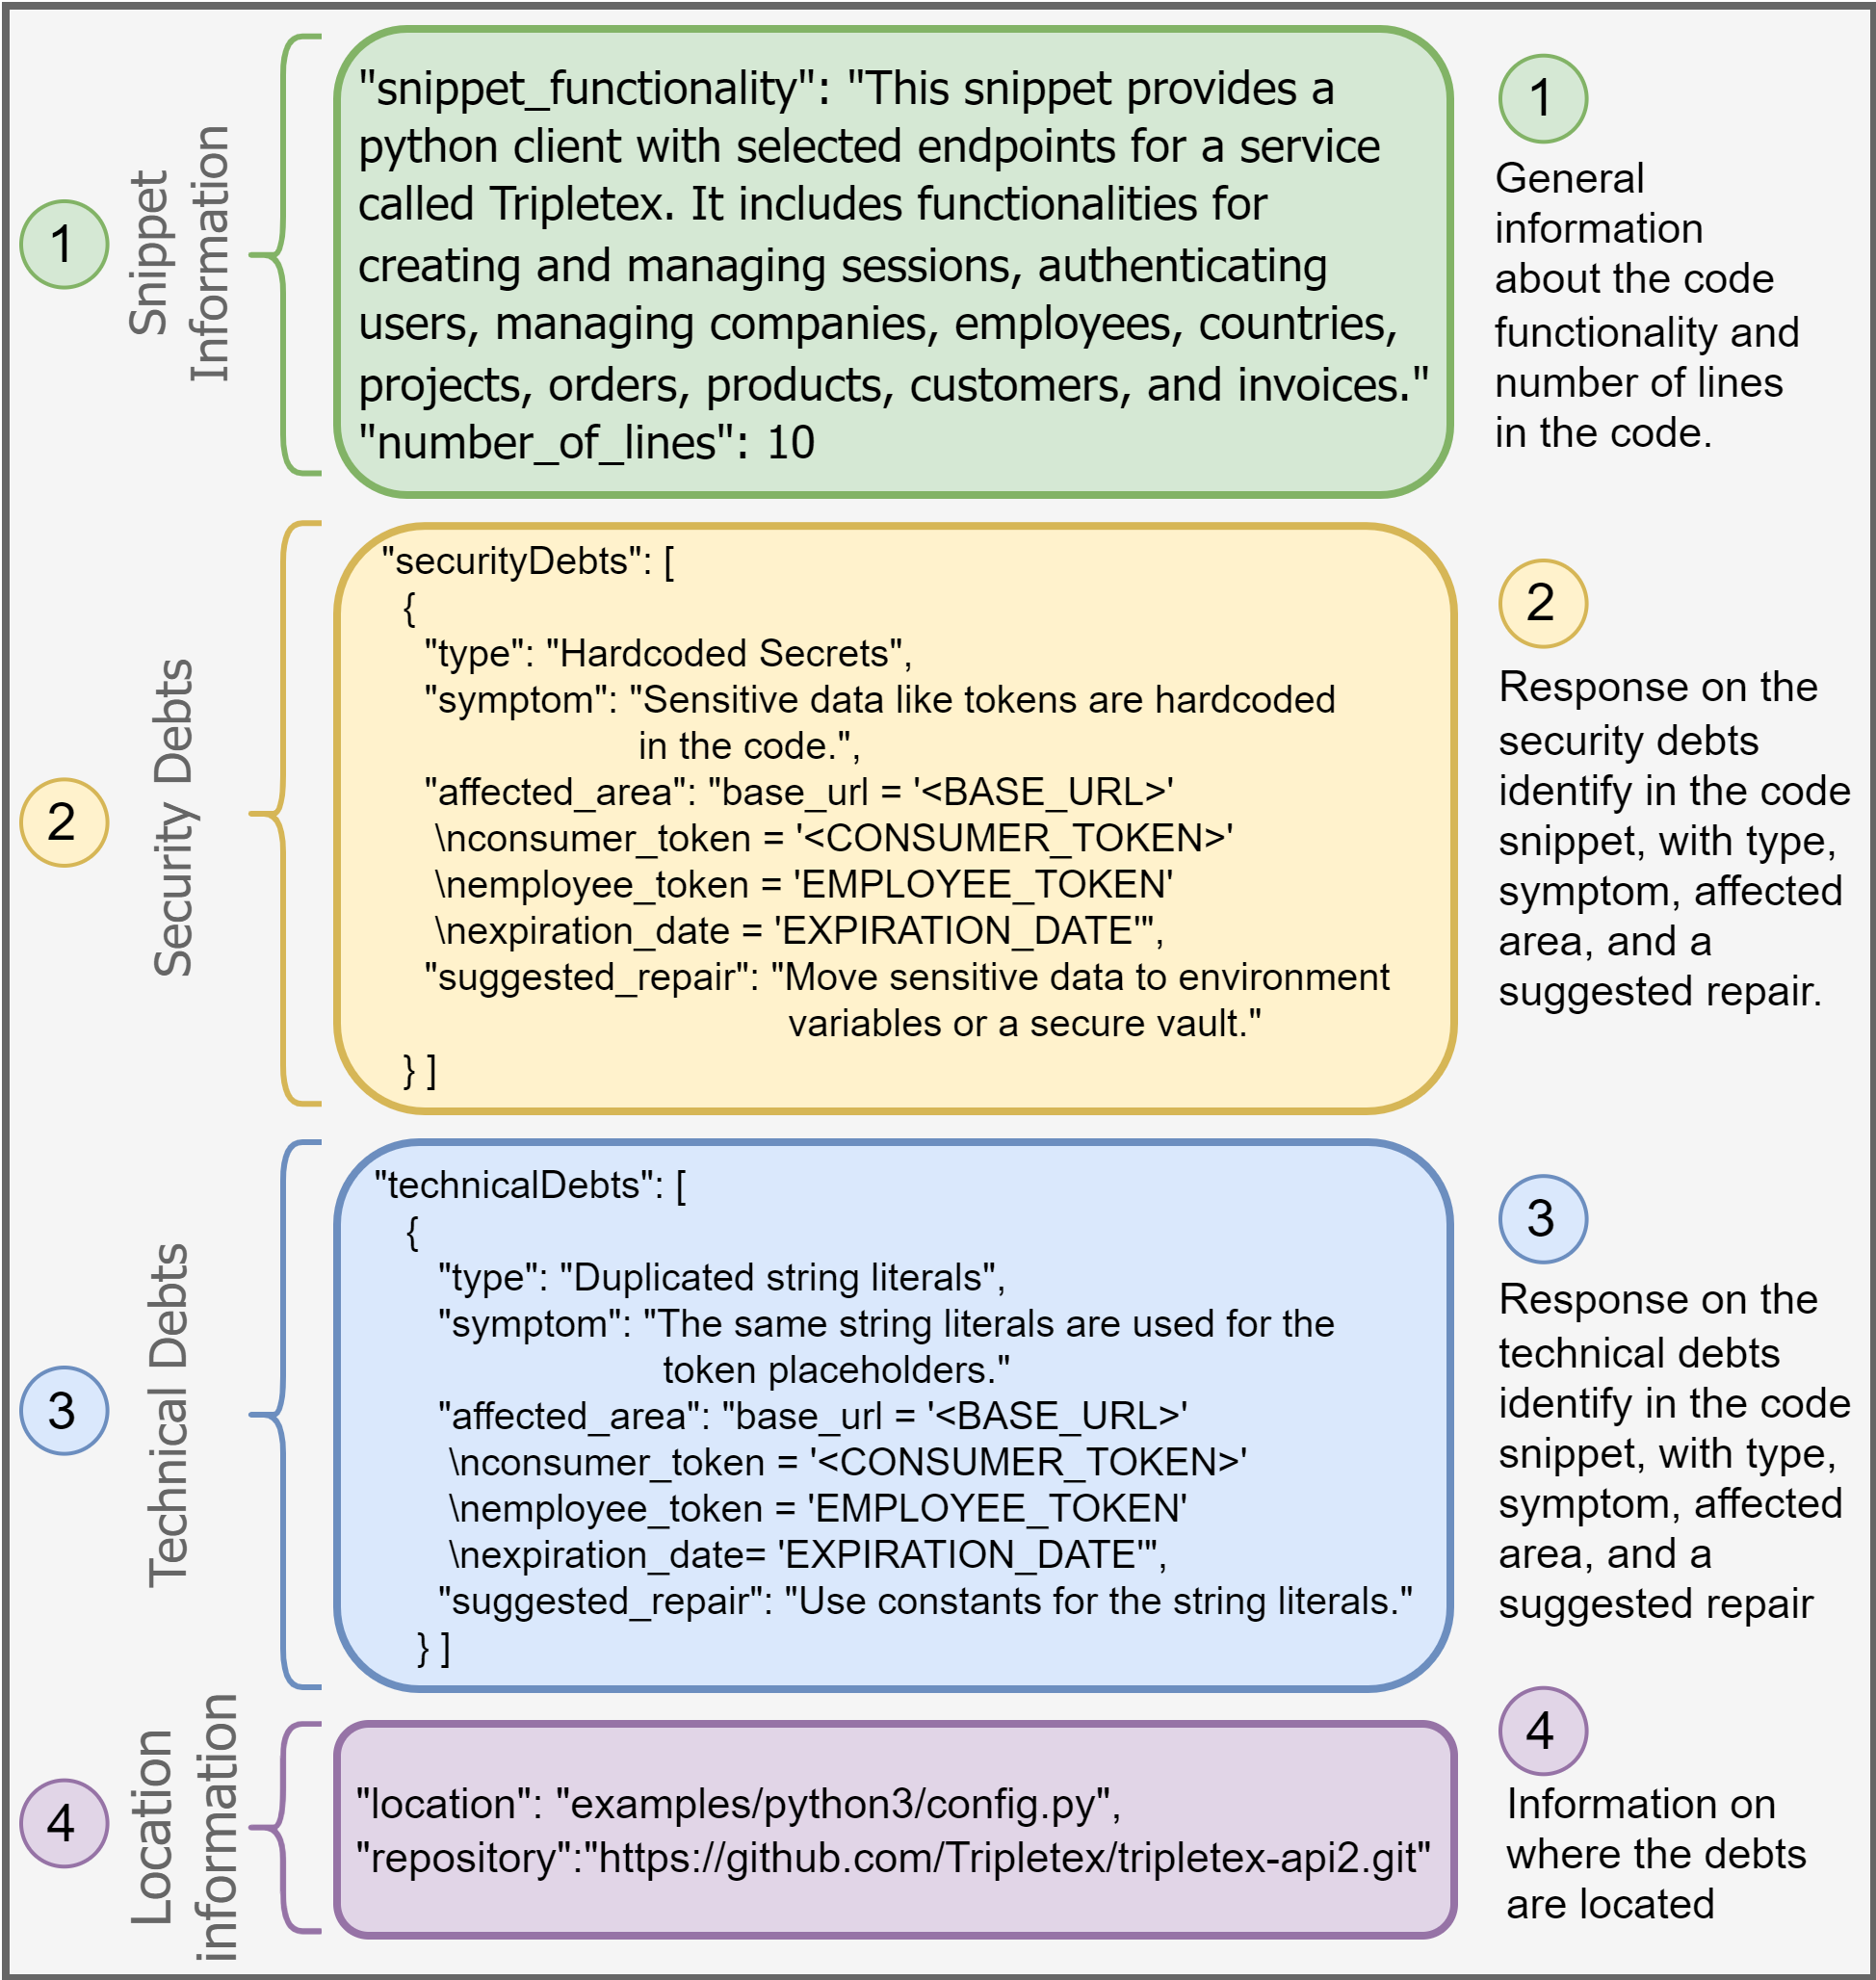 1
Snippet
Information
"snippet_functionality": "This snippet provides a
python client with selected endpoints for a service
called Tripletex. It includes functionalities for
creating and managing sessions, authenticating
users, managing companies, employees, countries,
projects, orders, products, customers, and invoices."
"number_of_lines": 10
1
General
information
about the code
functionality and
number of lines
in the code.
2
Security Debts
"securityDebts": [
{
"type": "Hardcoded Secrets",
"symptom": "Sensitive data like tokens are hardcoded
in the code.",
"affected_area": "base_url = '<BASE_URL>'
\nconsumer_token = '<CONSUMER_TOKEN>'
\nemployee_token = 'EMPLOYEE_TOKEN'
\nexpiration_date = 'EXPIRATION_DATE'",
"suggested_repair": "Move sensitive data to environment
variables or a secure vault."
} ]
2
Response on the
security debts
identify in the code
snippet, with type,
symptom, affected
area, and a
suggested repair.
3
Technical Debts
"technicalDebts": [
{
"type": "Duplicated string literals",
"symptom": "The same string literals are used for the
token placeholders."
"affected_area": "base_url = '<BASE_URL>'
\nconsumer_token = '<CONSUMER_TOKEN>'
\nemployee_token = 'EMPLOYEE_TOKEN'
\nexpiration_date= 'EXPIRATION_DATE'",
"suggested_repair": "Use constants for the string literals."
} ]
3
Response on the
technical debts
identify in the code
snippet, with type,
symptom, affected
area, and a
suggested repair
4
Location
information
"location": "examples/python3/config.py",
"repository":"https://github.com/Tripletex/tripletex-api2.git"
4
Information on
where the debts
are located